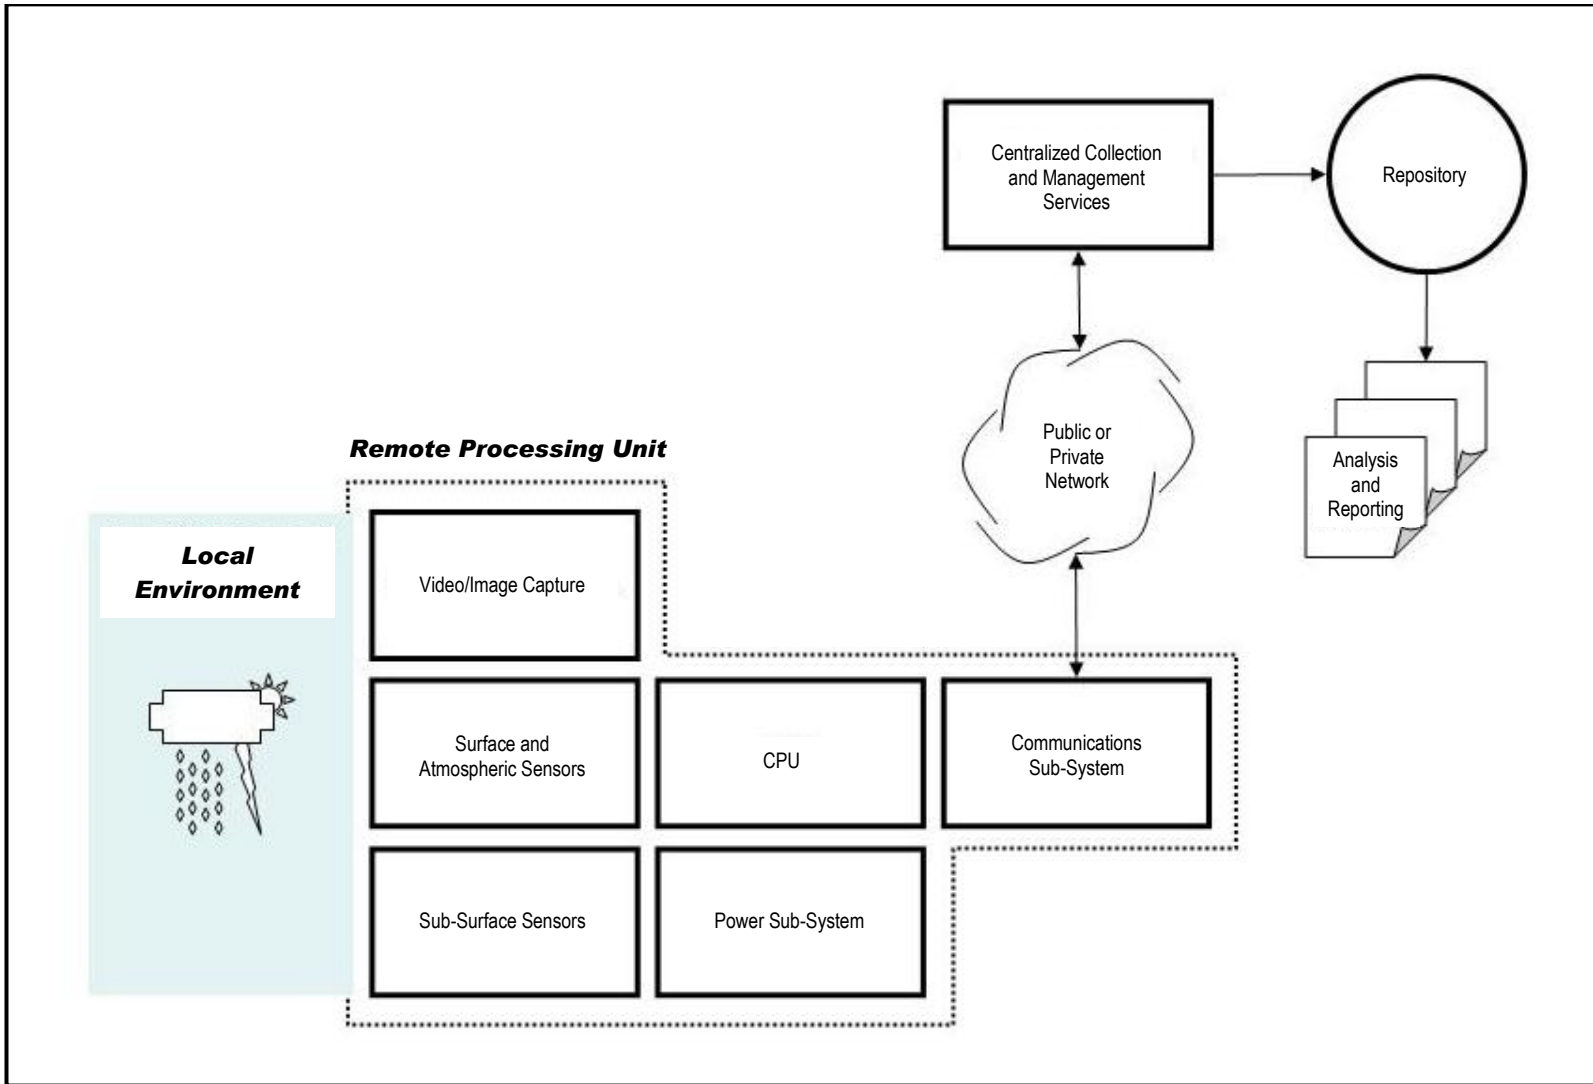 Centralized Collection
and Management
Services
Repository
Public or
Private
Network
Analysis
and
Reporting
Remote Processing Unit
Local
Environment
Video/Image Capture
Surface and
Atmospheric Sensors
CPU
Communications
Sub-System
Sub-Surface Sensors
Power Sub-System